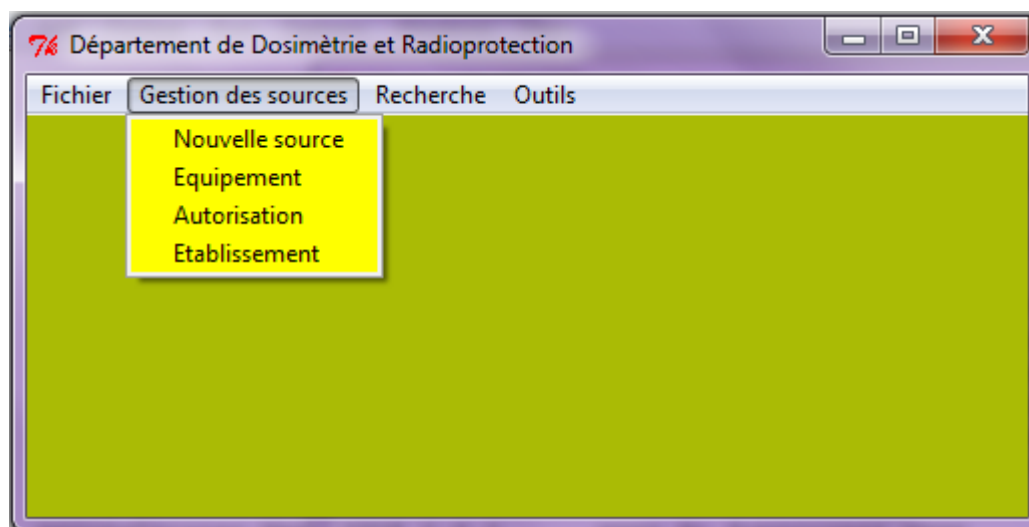 Département de Dosimètrie et Radioprotection
Fichier Gestion des sources Recherche Outils
Nouvelle source
Equipement
Autorisation
Etablissement